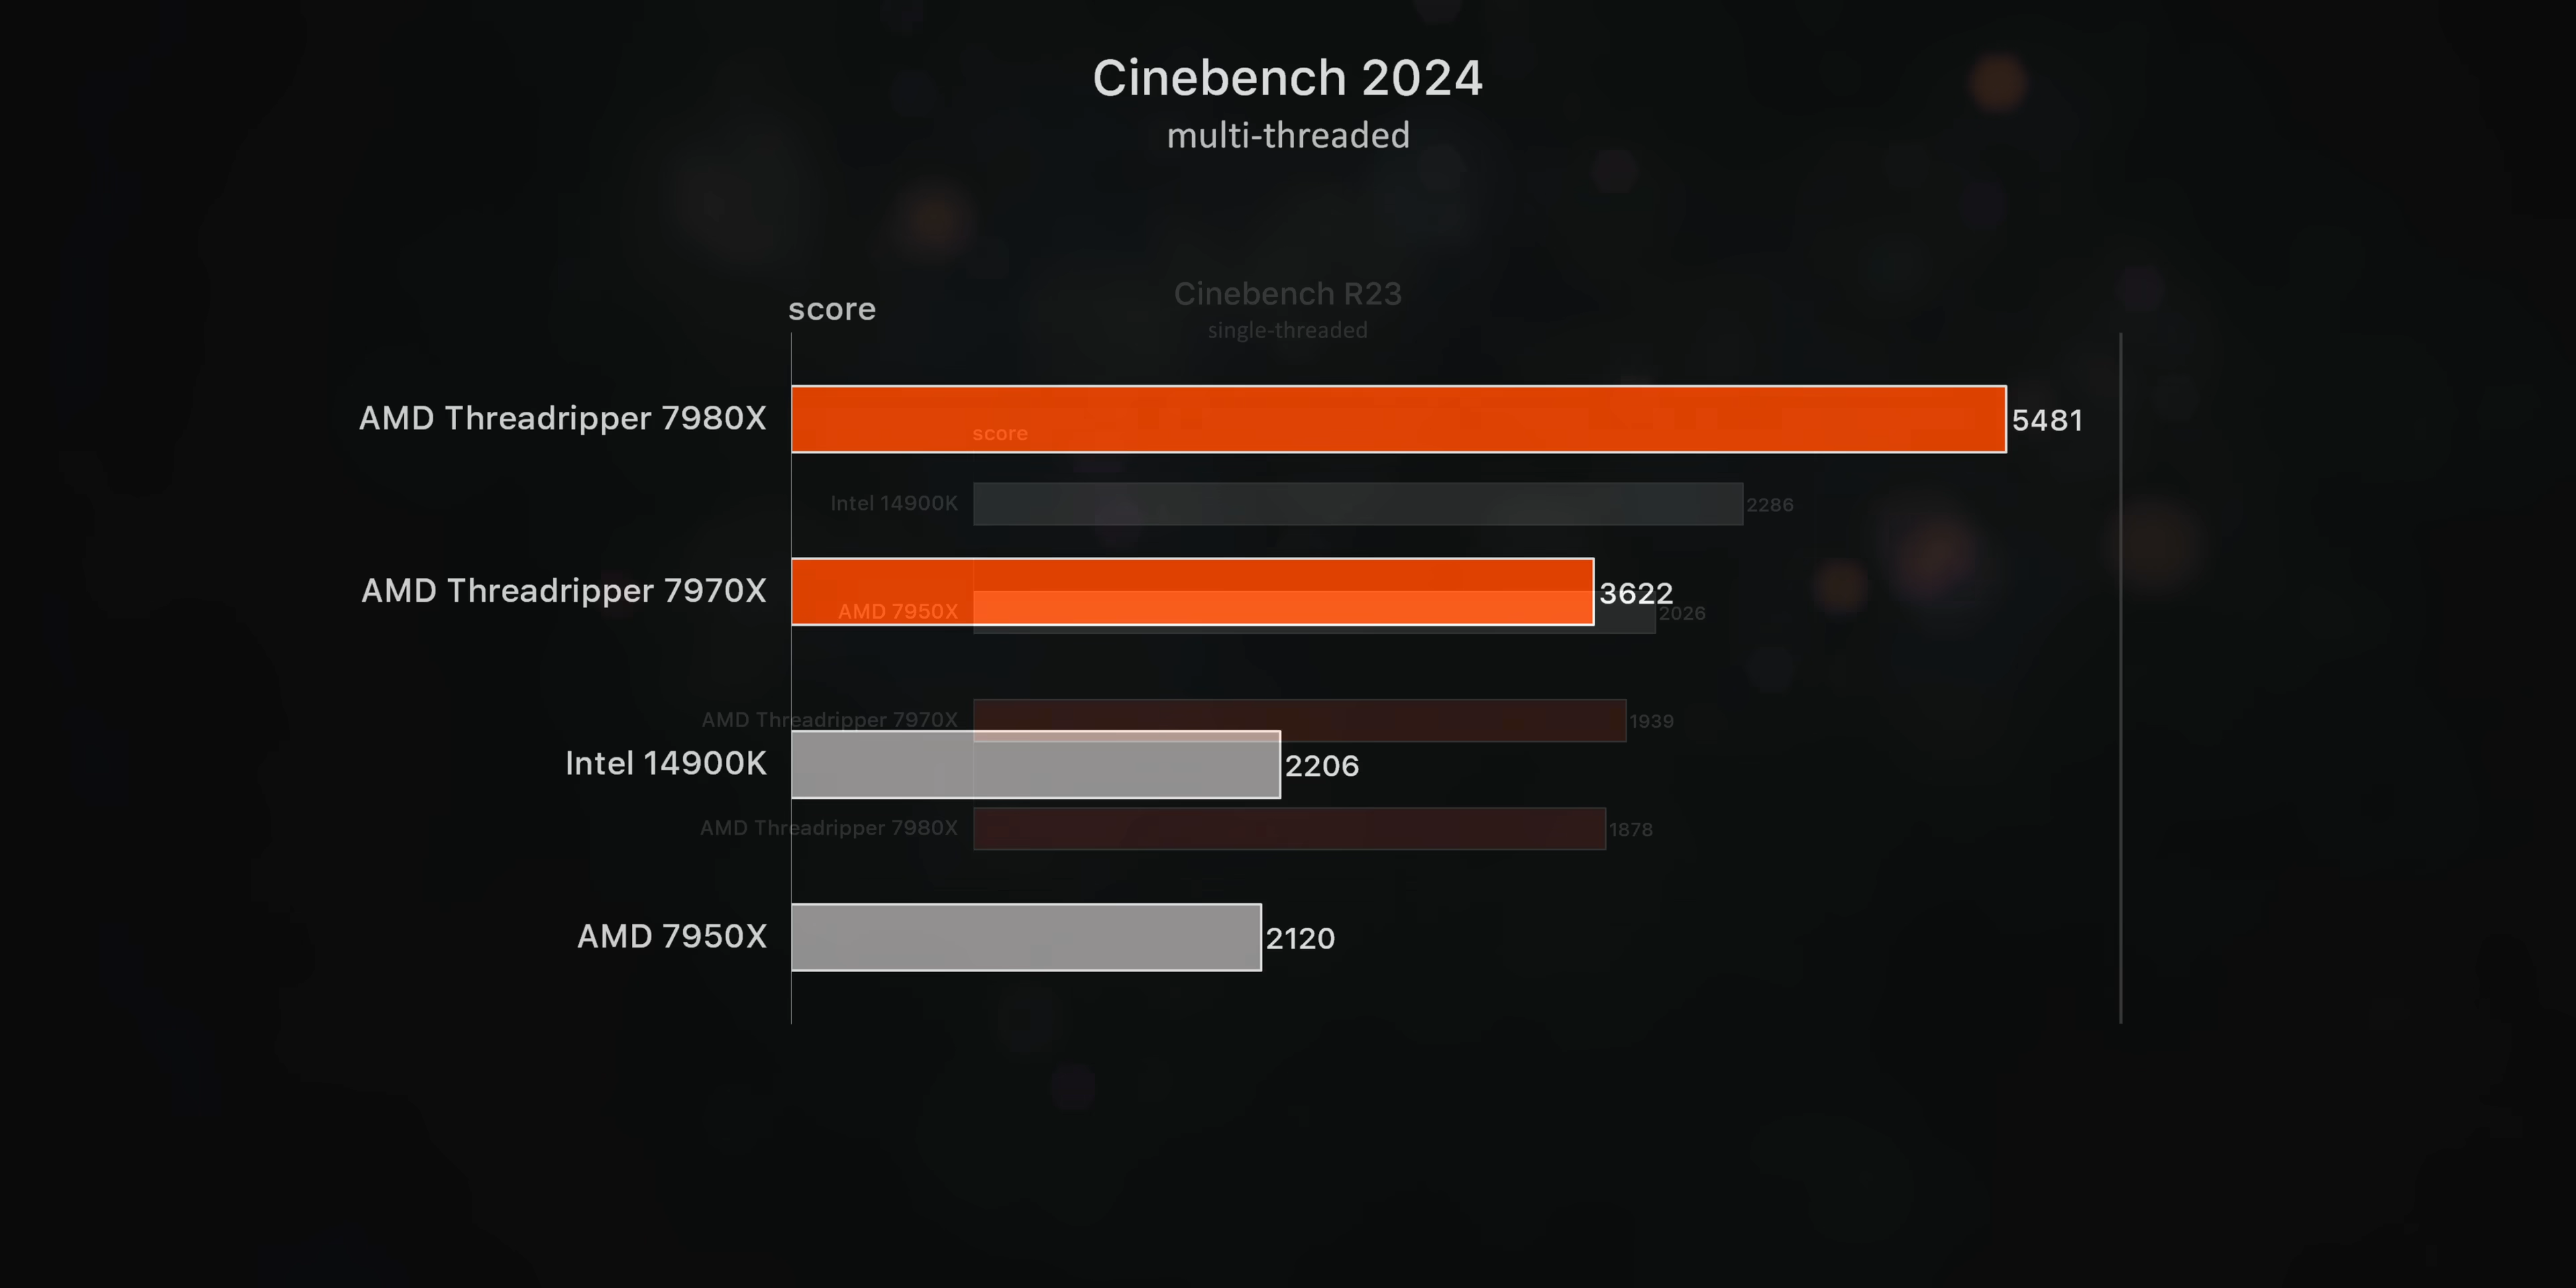 Cinebench 2024
multi-threaded
Cinebench R23
single-threaded
score
AMD Threadripper 7980X 5481
score
Intel 14900K 2286
AMD Threadripper 7970X 3622
AMD 7950X 2026
AMD Threadripper 7970X 1939
Intel 14900K 2206
AMD Threadripper 7980X 1878
AMD 7950X 2120